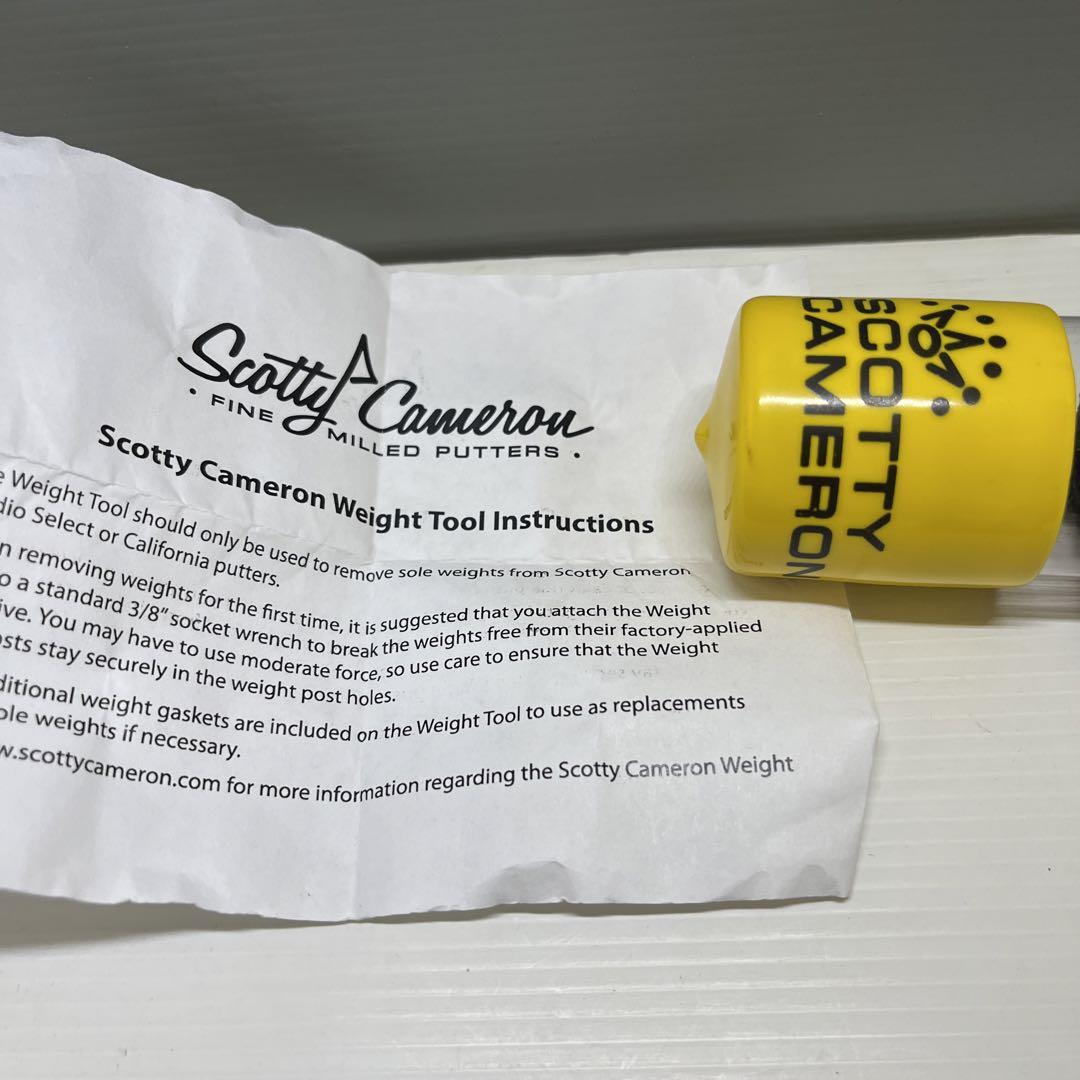 Scotty Cameron
• FINE MILLED PUTTERS •
Scotty Cameron Weight Tool Instructions
Weight Tool should only be used to remove sole weights from Scotty Cameron
dio Select or California putters.
n removing weights for the first time, it is suggested that you attach the Weight
o a standard 3/8" socket wrench to break the weights free from their factory-applied
ive. You may have to use moderate force, so use care to ensure that the Weight
osts stay securely in the weight post holes.
ditional weight gaskets are included on the Weight Tool to use as replacements
ole weights if necessary.
w.scottycameron.com for more information regarding the Scotty Cameron Weight
SCOTTY
CAMERON